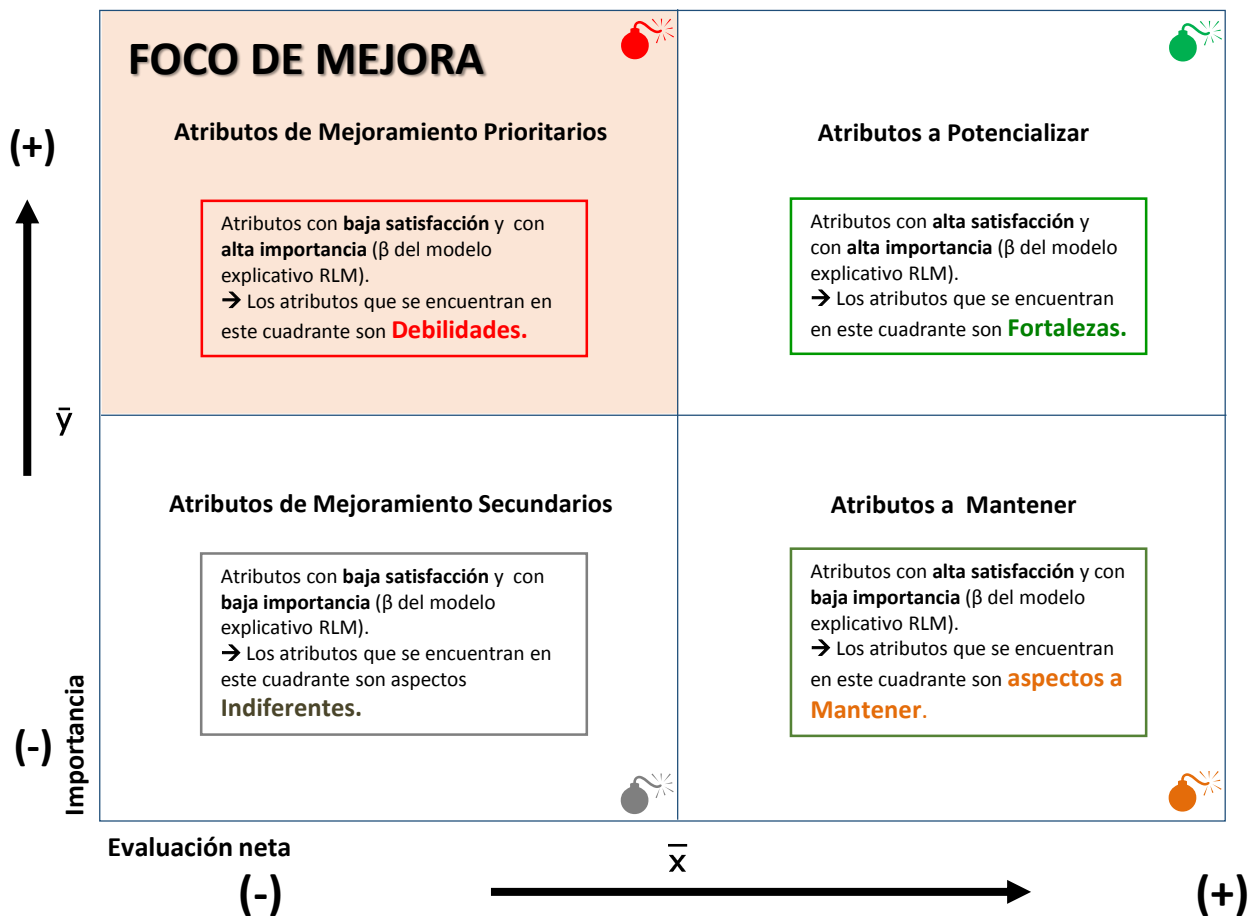 FOCO DE MEJORA
Atributos de Mejoramiento Prioritarios
Atributos con baja satisfacción y con
alta importancia (β del modelo
explicativo RLM).
→ Los atributos que se encuentran en
este cuadrante son Debilidades.
Atributos a Potencializar
Atributos con alta satisfacción y
con alta importancia (β del modelo
explicativo RLM).
→ Los atributos que se encuentran
en este cuadrante son Fortalezas.
(+)
ȳ
Atributos de Mejoramiento Secundarios
Atributos con baja satisfacción y con
baja importancia (β del modelo
explicativo RLM).
→ Los atributos que se encuentran en
este cuadrante son aspectos
Indiferentes.
Atributos a Mantener
Atributos con alta satisfacción y con
baja importancia (β del modelo
explicativo RLM).
→ Los atributos que se encuentran
en este cuadrante son aspectos a
Mantener.
(-)
Importancia
Evaluación neta
x̄
(-)
(+)